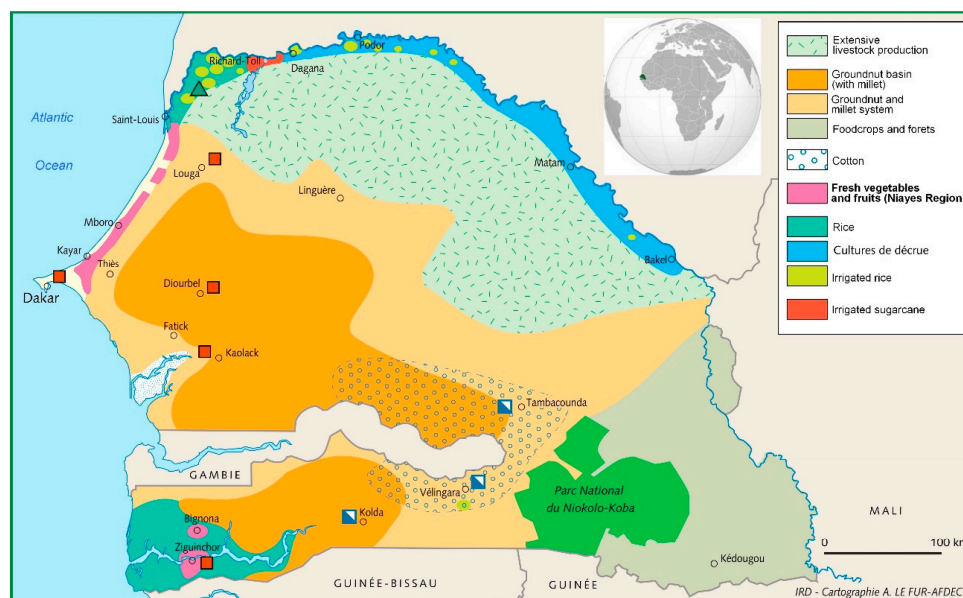 Podor
Richard-Toll
Dagana
Saint-Louis
Atlantic
Ocean
Matam
Louga
Linguère
Mboro
Kayar
Thiès
Bakel
Dakar
Diourbel
Fatick
Kaolack
Tambacounda
GAMBIE
Vélingara
Parc National
du Niokolo-Koba
MALI
Kolda
Bignona
Ziguinchor
Kédougou
0 100 km
GUINÉE-BISSAU
GUINÉE
IRD - Cartographie A. LE FUR-AFDEC
Extensive
livestock production
Groundnut basin
(with millet)
Groundnut and
millet system
Foodcrops and forets
Cotton
Fresh vegetables
and fruits (Niayes Region
Rice
Cultures de décrue
Irrigated rice
Irrigated sugarcane